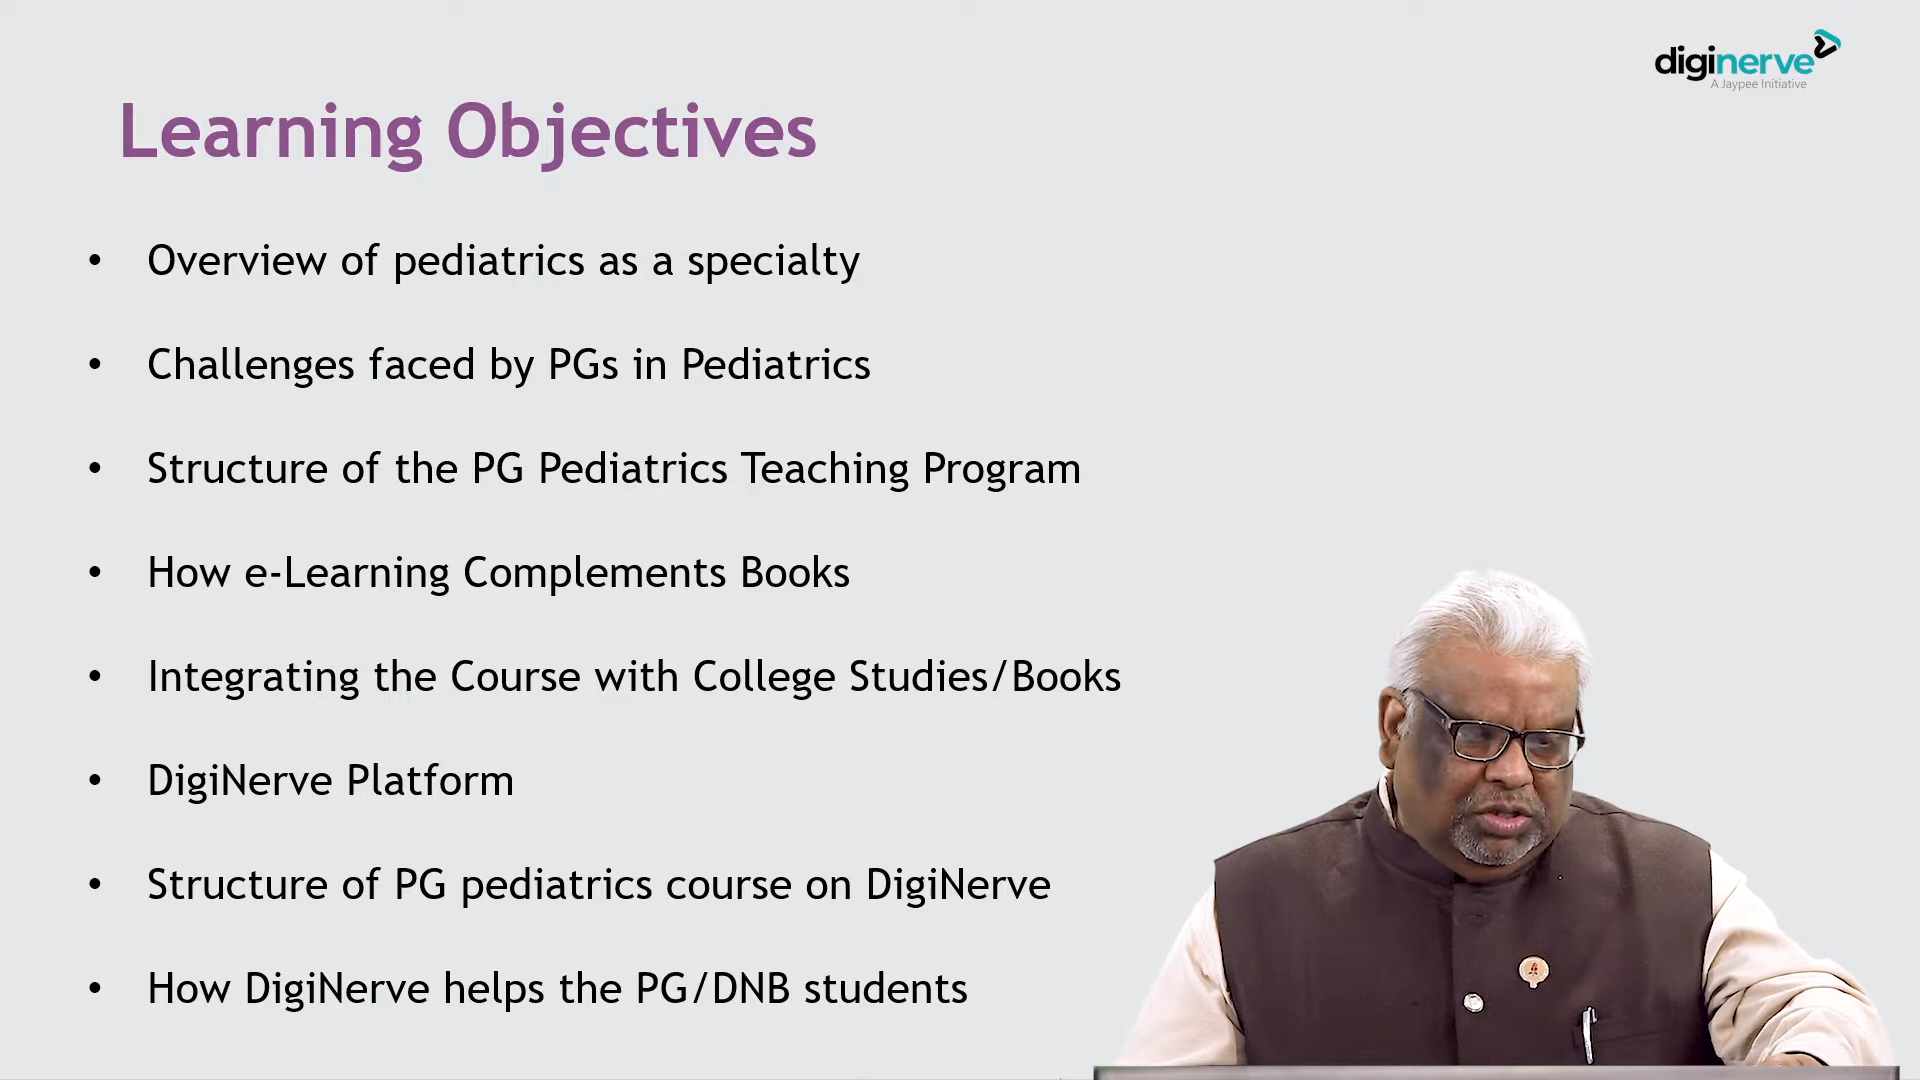 diginerve
A Jaypee Initiative
Learning Objectives
• Overview of pediatrics as a specialty
• Challenges faced by PGs in Pediatrics
• Structure of the PG Pediatrics Teaching Program
• How e-Learning Complements Books
• Integrating the Course with College Studies/Books
• DigiNerve Platform
• Structure of PG pediatrics course on DigiNerve
• How DigiNerve helps the PG/DNB students